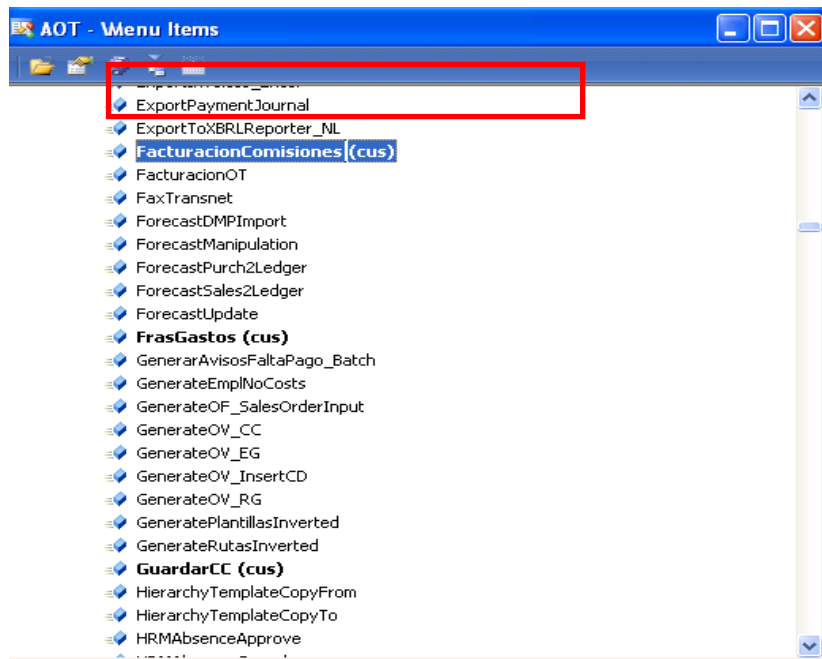 AOT - Menu Items
ExportPaymentJournal
ExportToXBRLReporter_NL
FacturacionComisiones (cus)
FacturacionOT
FaxTransnet
ForecastDMPImport
ForecastManipulation
ForecastPurch2Ledger
ForecastSales2Ledger
ForecastUpdate
FrasGastos (cus)
GenerarAvisosFaltaPago_Batch
GenerateEmplNoCosts
GenerateOF_SalesOrderInput
GenerateOV_CC
GenerateOV_EG
GenerateOV_InsertCD
GenerateOV_RG
GeneratePlantillasInverted
GenerateRutasInverted
GuardarCC (cus)
HierarchyTemplateCopyFrom
HierarchyTemplateCopyTo
HRMAbsenceApprove